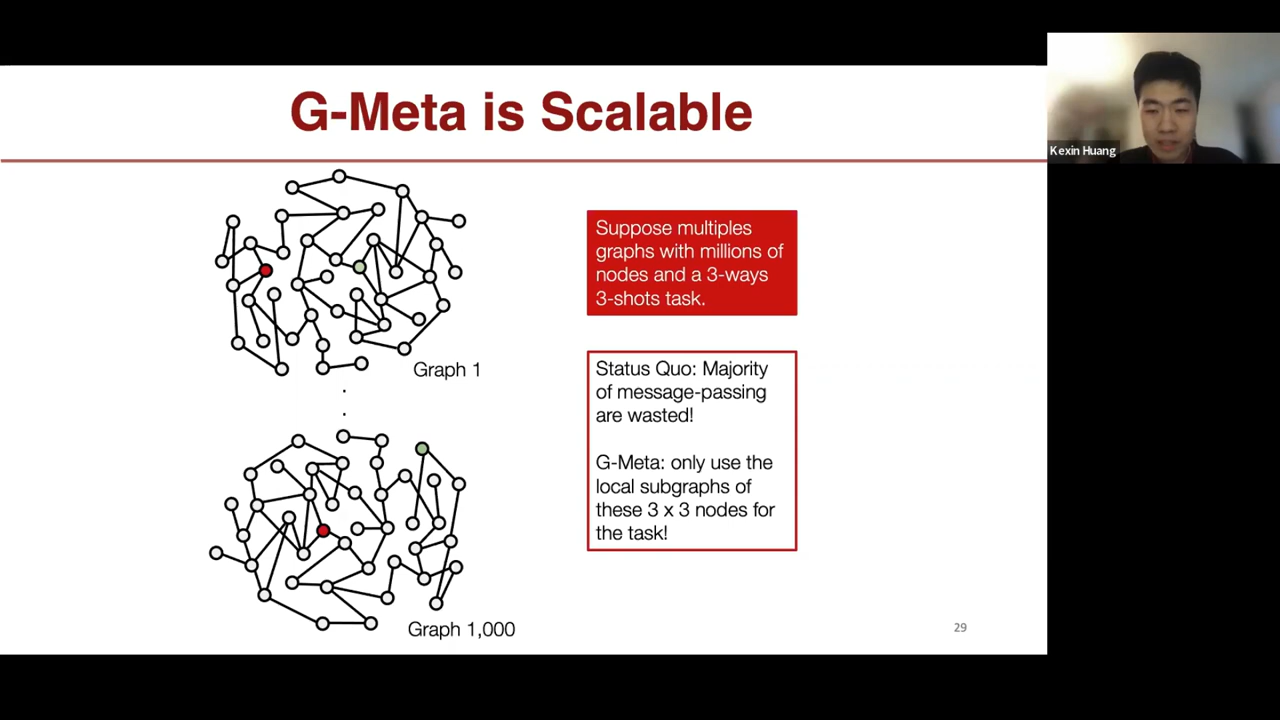 G-Meta is Scalable
Kexin Huang
Suppose multiples
graphs with millions of
nodes and a 3-ways
3-shots task.
Graph 1
Status Quo: Majority
of message-passing
are wasted!
G-Meta: only use the
local subgraphs of
these 3 x 3 nodes for
the task!
Graph 1,000
29